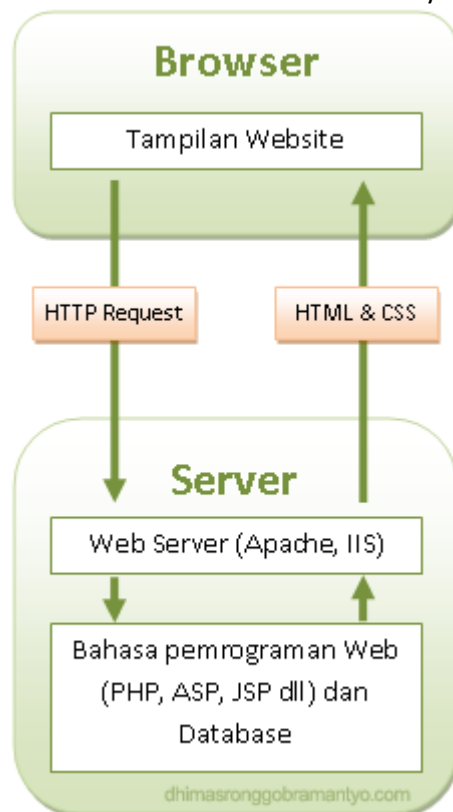 Browser
Tampilan Website
HTTP Request
HTML & CSS
Server
Web Server (Apache, IIS)
Bahasa pemrograman Web
(PHP, ASP, JSP dll) dan
Database
dhimasronggobramantyo.com